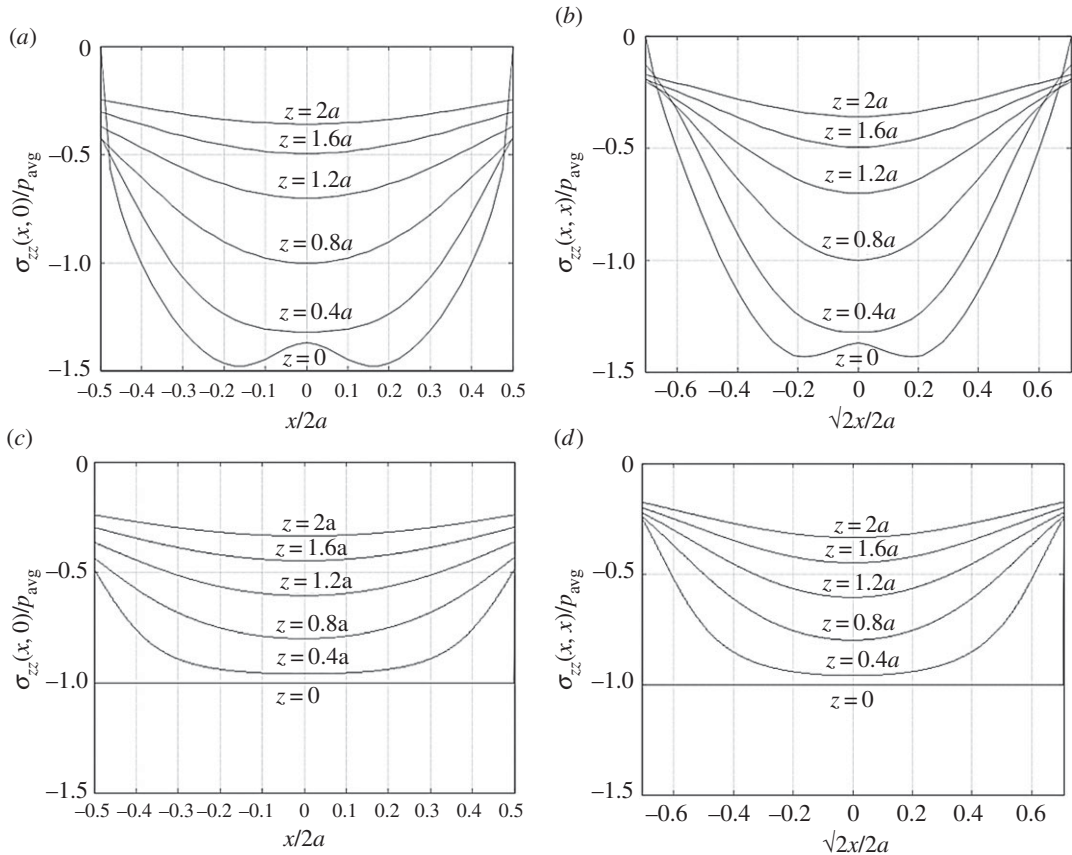 (a)
0
–0.5
–1.0
–1.5
σzz(x, 0)/pavg
z = 2a
z = 1.6a
z = 1.2a
z = 0.8a
z = 0.4a
z = 0
–0.5 –0.4 –0.3 –0.2 –0.1 0 0.1 0.2 0.3 0.4 0.5
x/2a
(b)
0
–0.5
–1.0
–1.5
σzz(x, x)/pavg
z = 2a
z = 1.6a
z = 1.2a
z = 0.8a
z = 0.4a
z = 0
–0.6 –0.4 –0.2 0 0.2 0.4 0.6
√2x/2a
(c)
0
–0.5
–1.0
–1.5
σzz(x, 0)/pavg
z = 2a
z = 1.6a
z = 1.2a
z = 0.8a
z = 0.4a
z = 0
–0.5 –0.4 –0.3 –0.2 –0.1 0 0.1 0.2 0.3 0.4 0.5
x/2a
(d)
0
–0.5
–1.0
–1.5
σzz(x, x)/pavg
z = 2a
z = 1.6a
z = 1.2a
z = 0.8a
z = 0.4a
z = 0
–0.6 –0.4 –0.2 0 0.2 0.4 0.6
√2x/2a